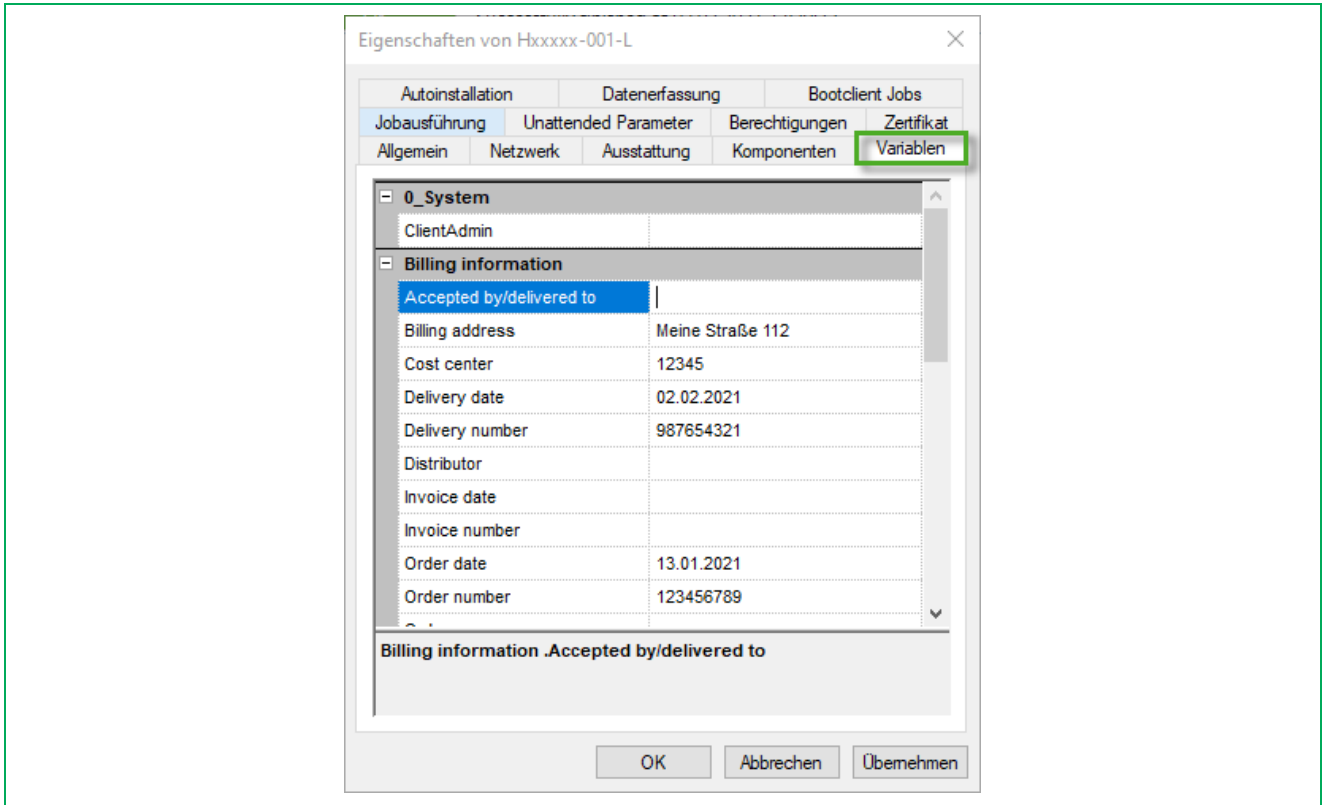 Eigenschaften von Hxxxxx-001-L
Autoinstallation Datenerfassung Bootclient Jobs
Jobausführung Unattended Parameter Berechtigungen Zertifikat
Allgemein Netzwerk Ausstattung Komponenten Variablen
0_System
ClientAdmin
Billing information
Accepted by/delivered to
Billing address Meine Straße 112
Cost center 12345
Delivery date 02.02.2021
Delivery number 987654321
Distributor
Invoice date
Invoice number
Order date 13.01.2021
Order number 123456789
Billing information .Accepted by/delivered to
OK Abbrechen Übernehmen